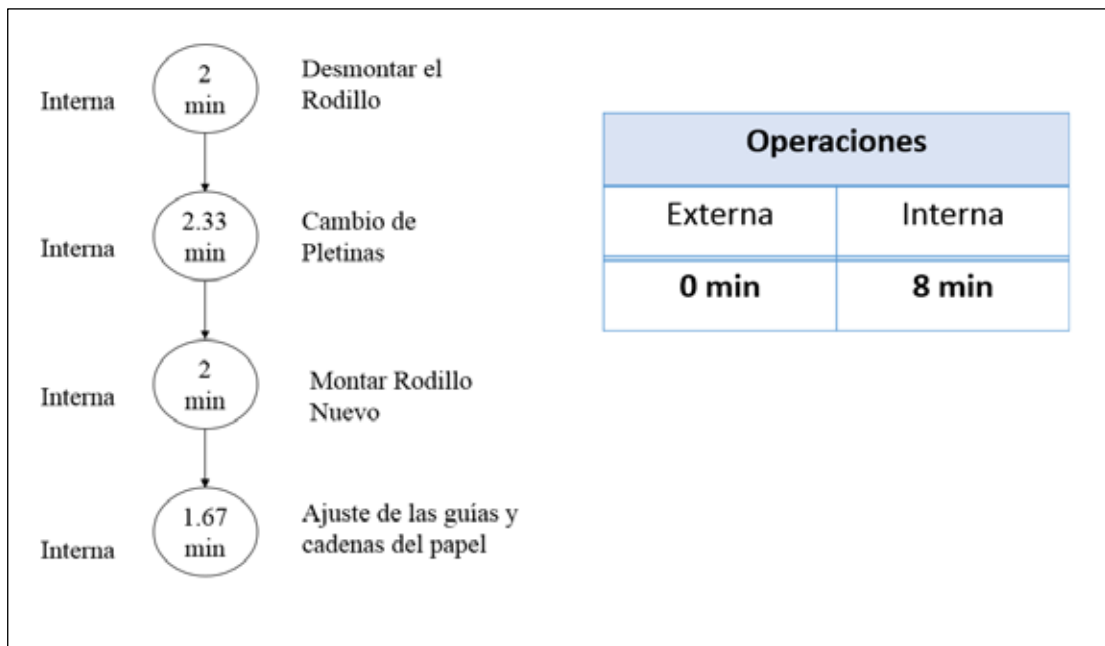 2
min
Interna
Desmontar el
Rodillo
2.33
min
Interna
Cambio de
Pletinas
2
min
Interna
Montar Rodillo
Nuevo
1.67
min
Interna
Ajuste de las guías y
cadenas del papel
Operaciones
Externa
Interna
0 min
8 min